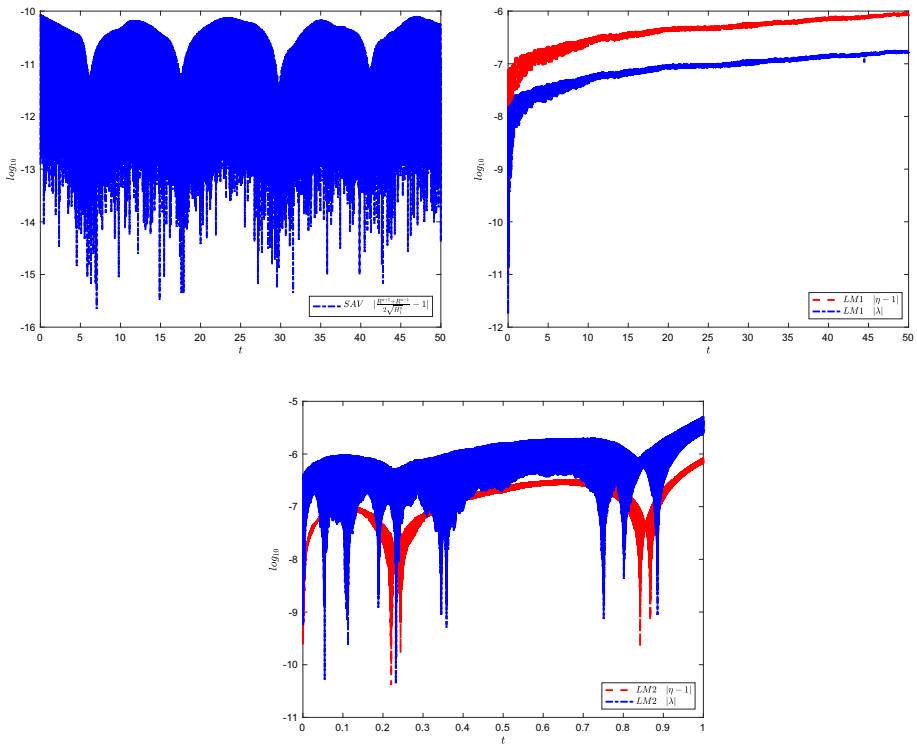 -10
-11
-12
-13
-14
-15
-16
log₁₀
0 5 10 15 20 25 30 35 40 45 50
t
SAV
-6
-7
-8
-9
-10
-11
-12
log₁₀
0 5 10 15 20 25 30 35 40 45 50
t
LM1 |η − 1|
LM1 |λ|
-5
-6
-7
-8
-9
-10
-11
log₁₀
0 0.1 0.2 0.3 0.4 0.5 0.6 0.7 0.8 0.9 1
t
LM2 |η − 1|
LM2 |λ|